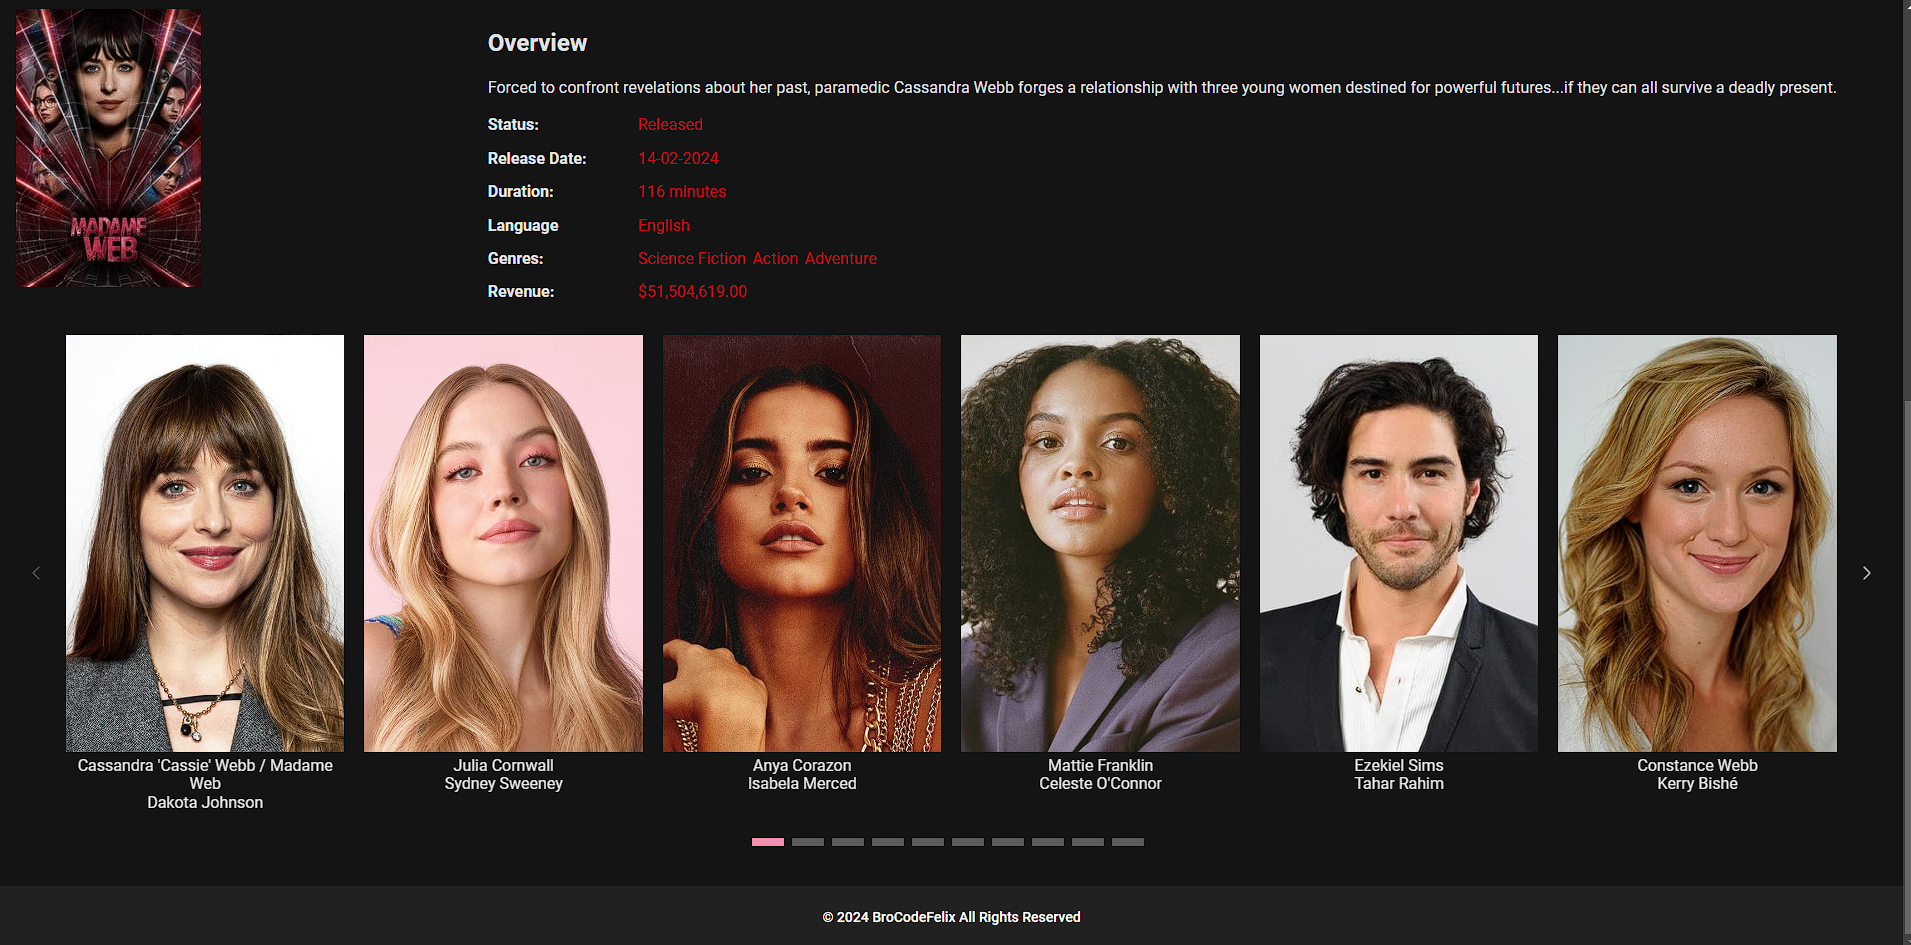 MADAME
WEB
Overview
Forced to confront revelations about her past, paramedic Cassandra Webb forges a relationship with three young women destined for powerful futures...if they can all survive a deadly present.
Status: Released
Release Date: 14-02-2024
Duration: 116 minutes
Language English
Genres: Science Fiction Action Adventure
Revenue: $51,504,619.00
Cassandra 'Cassie' Webb / Madame
Web
Dakota Johnson
Julia Cornwall
Sydney Sweeney
Anya Corazon
Isabela Merced
Mattie Franklin
Celeste O'Connor
Ezekiel Sims
Tahar Rahim
Constance Webb
Kerry Bishé
© 2024 BroCodeFelix All Rights Reserved